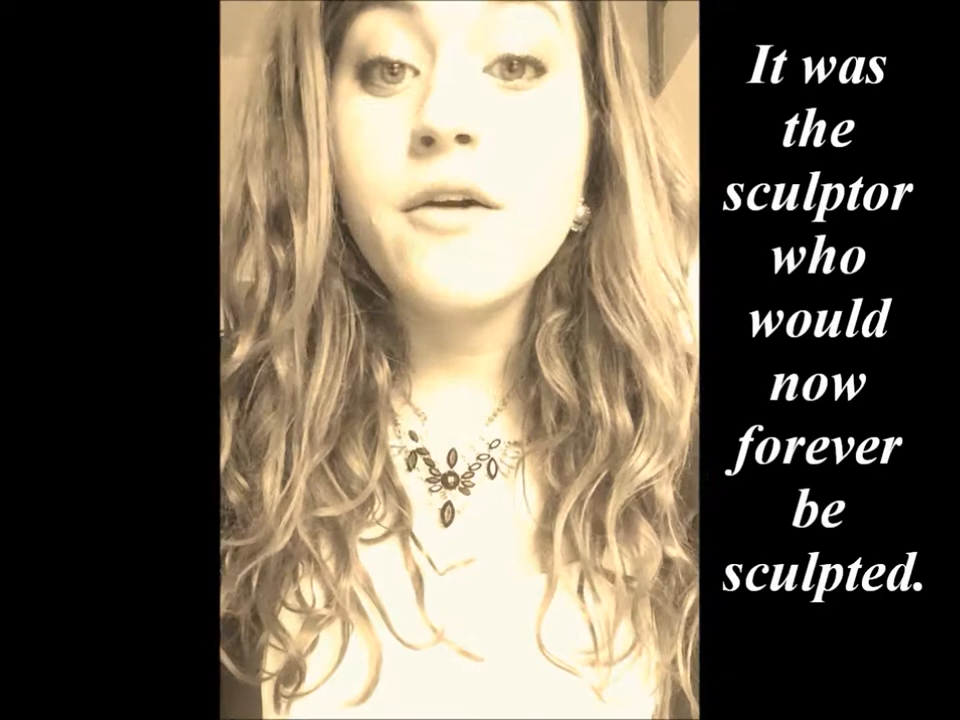 It was
the
sculptor
who
would
now
forever
be
sculpted.